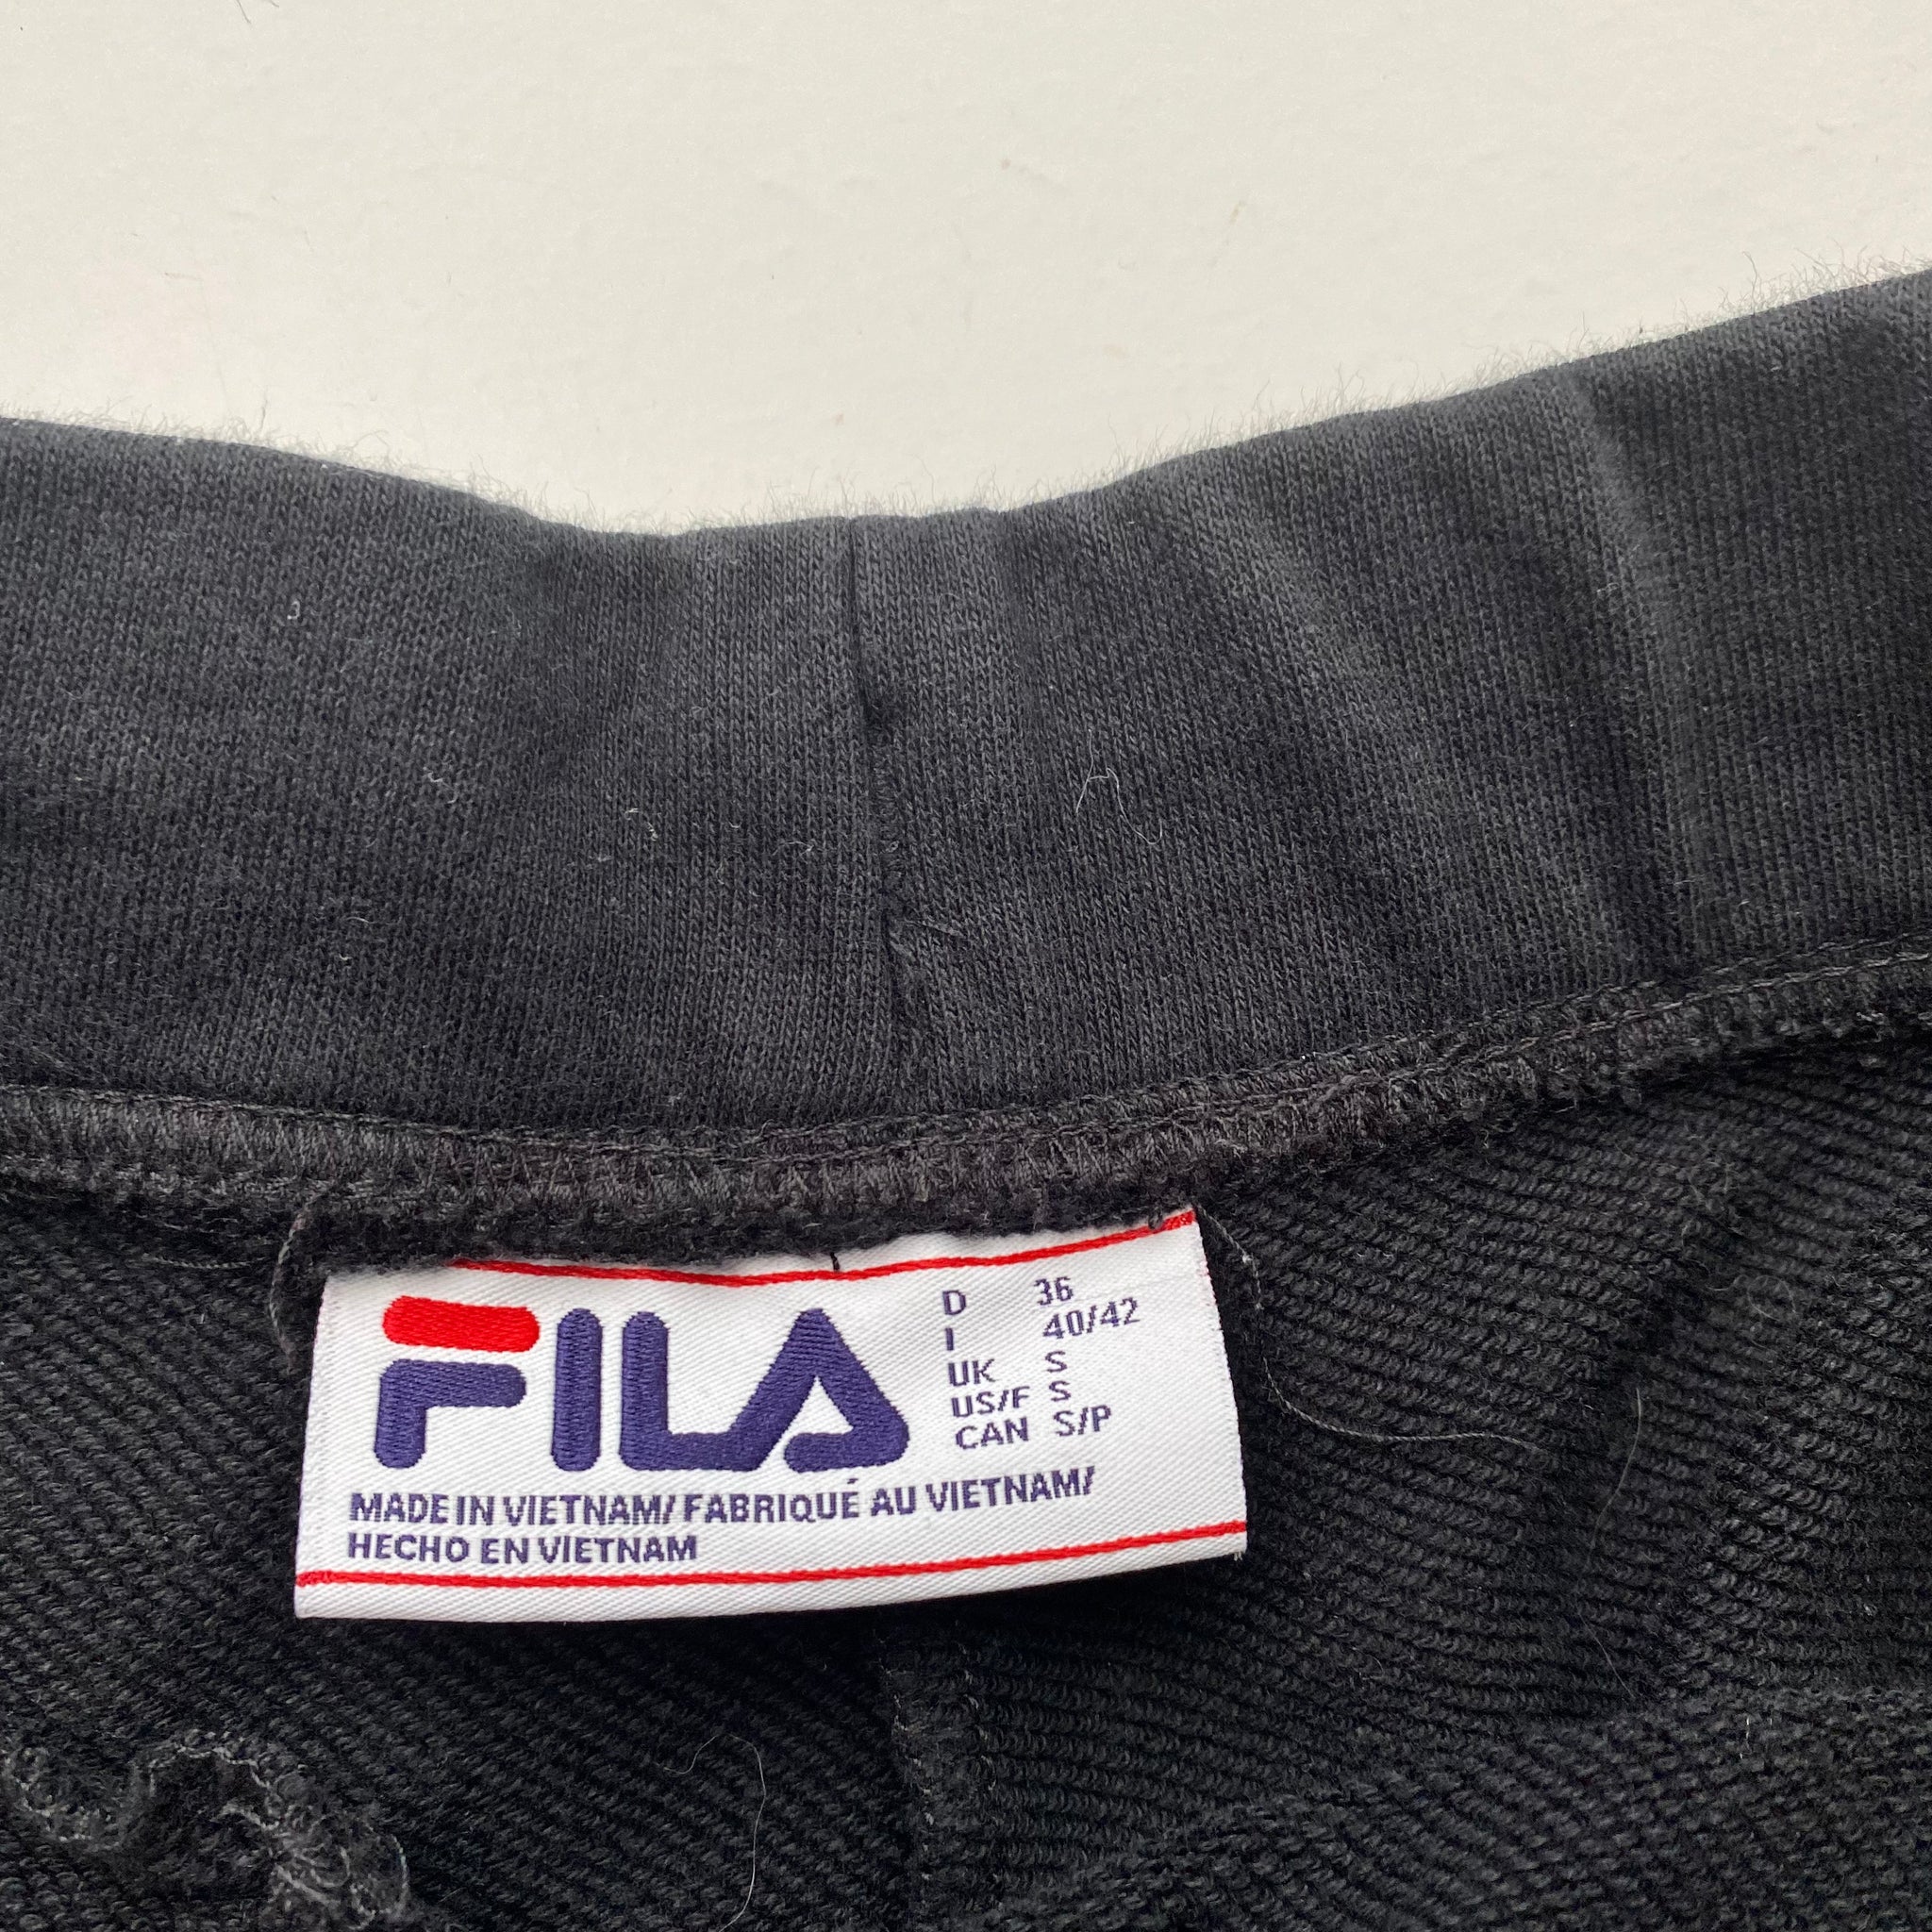 FILA
D 36
I 40/42
UK S
US/F S
CAN S/P
MADE IN VIETNAM/ FABRIQUÉ AU VIETNAM/
HECHO EN VIETNAM